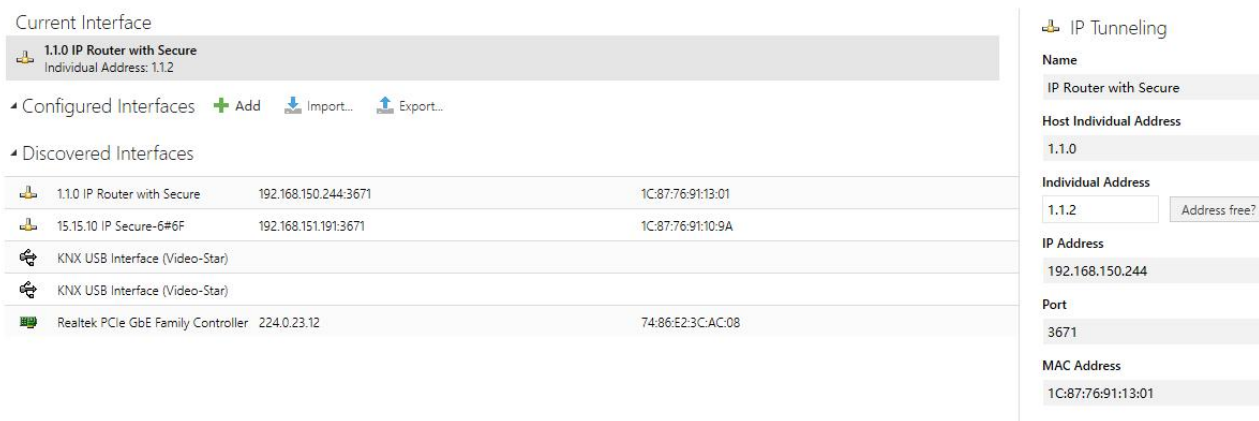 Current Interface
1.1.0 IP Router with Secure
Individual Address: 1.1.2
Configured Interfaces Add Import... Export...
Discovered Interfaces
1.1.0 IP Router with Secure 192.168.150.244:3671 1C:87:76:91:13:01
15.15.10 IP Secure-6#6F 192.168.151.191:3671 1C:87:76:91:10:9A
KNX USB Interface (Video-Star)
KNX USB Interface (Video-Star)
Realtek PCIe GbE Family Controller 224.0.23.12 74:86:E2:3C:AC:08
IP Tunneling
Name
IP Router with Secure
Host Individual Address
1.1.0
Individual Address
1.1.2 Address free?
IP Address
192.168.150.244
Port
3671
MAC Address
1C:87:76:91:13:01